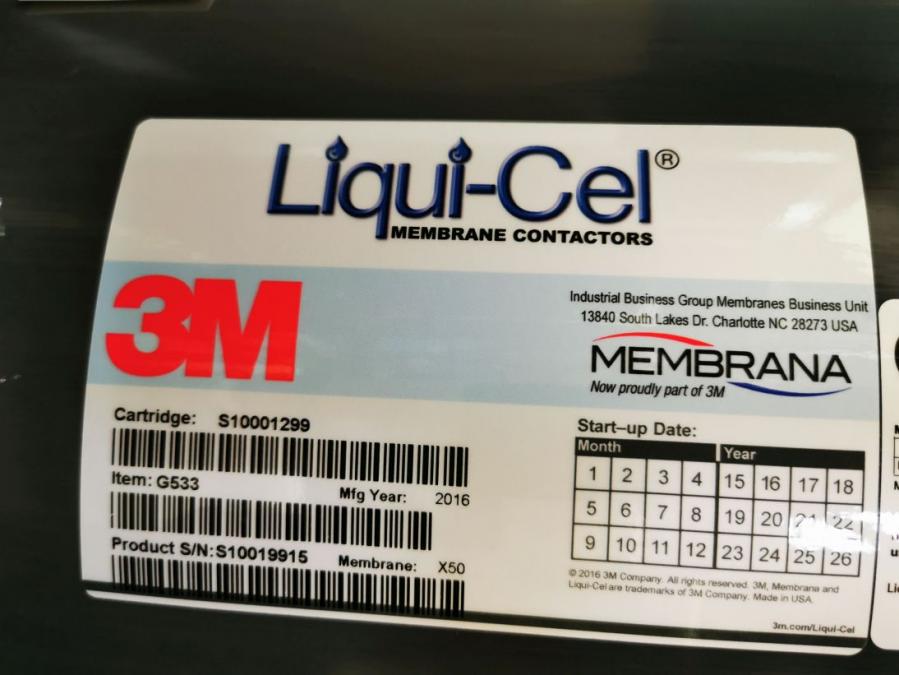 Liqui-Cel®
MEMBRANE CONTACTORS
3M
Industrial Business Group Membranes Business Unit
13840 South Lakes Dr. Charlotte NC 28273 USA
MEMBRANA
Now proudly part of 3M
Cartridge: S10001299
Item: G533
Mfg Year: 2016
Product S/N: S10019915
Membrane: X50
Start–up Date:
Month Year
1 2 3 4 15 16 17 18
5 6 7 8 19 20 21 22
9 10 11 12 23 24 25 26
© 2016 3M Company. All rights reserved. 3M, Membrana and
Liqui-Cel are trademarks of 3M Company. Made in USA.
3m.com/Liqui-Cel